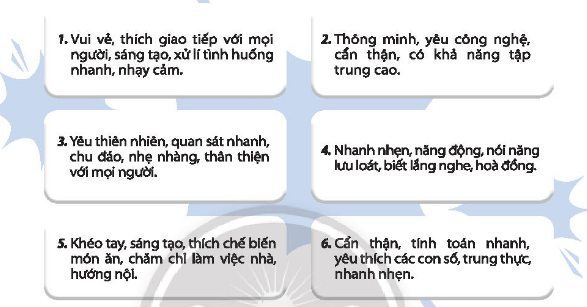 1. Vui vẻ, thích giao tiếp với mọi
người, sáng tạo, xử lí tình huống
nhanh, nhạy cảm.
2. Thông minh, yêu công nghệ,
cẩn thận, có khả năng tập
trung cao.
3. Yêu thiên nhiên, quan sát nhanh,
chu đáo, nhẹ nhàng, thân thiện
với mọi người.
4. Nhanh nhẹn, năng động, nói năng
lưu loát, biết lắng nghe, hoà đồng.
5. Khéo tay, sáng tạo, thích chế biến
món ăn, chăm chỉ làm việc nhà,
hướng nội.
6. Cẩn thận, tính toán nhanh,
yêu thích các con số, trung thực,
nhanh nhẹn.